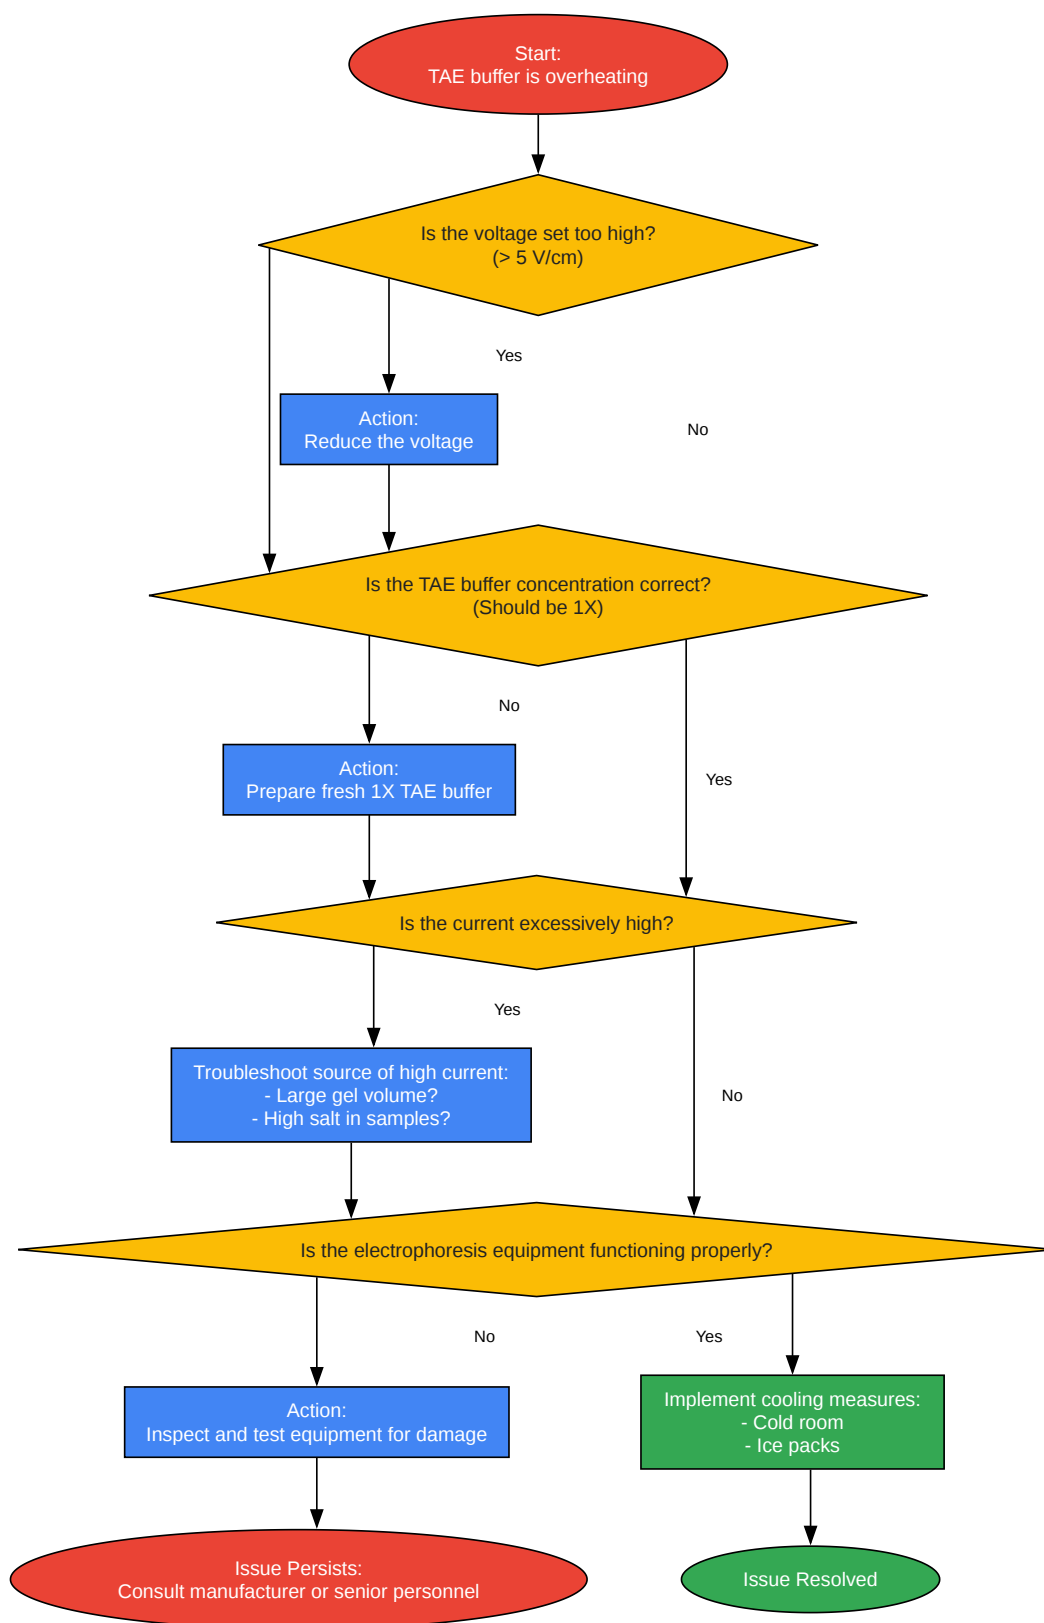 Start:
TAE buffer is overheating
Is the voltage set too high?
(> 5 V/cm)
Yes
Action:
Reduce the voltage
No
Is the TAE buffer concentration correct?
(Should be 1X)
No
Action:
Prepare fresh 1X TAE buffer
Yes
Is the current excessively high?
Yes
Troubleshoot source of high current:
- Large gel volume?
- High salt in samples?
No
Is the electrophoresis equipment functioning properly?
No
Yes
Action:
Inspect and test equipment for damage
Implement cooling measures:
- Cold room
- Ice packs
Issue Persists:
Consult manufacturer or senior personnel
Issue Resolved